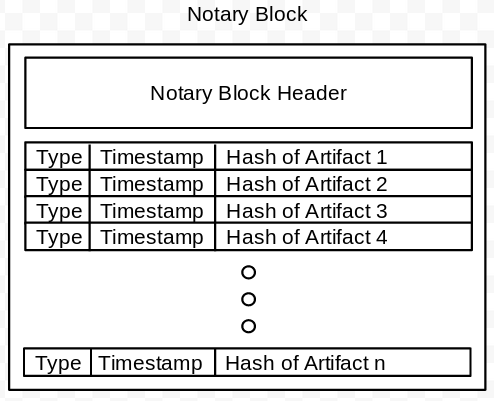 Notary Block
Notary Block Header
Type Timestamp Hash of Artifact 1
Type Timestamp Hash of Artifact 2
Type Timestamp Hash of Artifact 3
Type Timestamp Hash of Artifact 4
Type Timestamp Hash of Artifact n